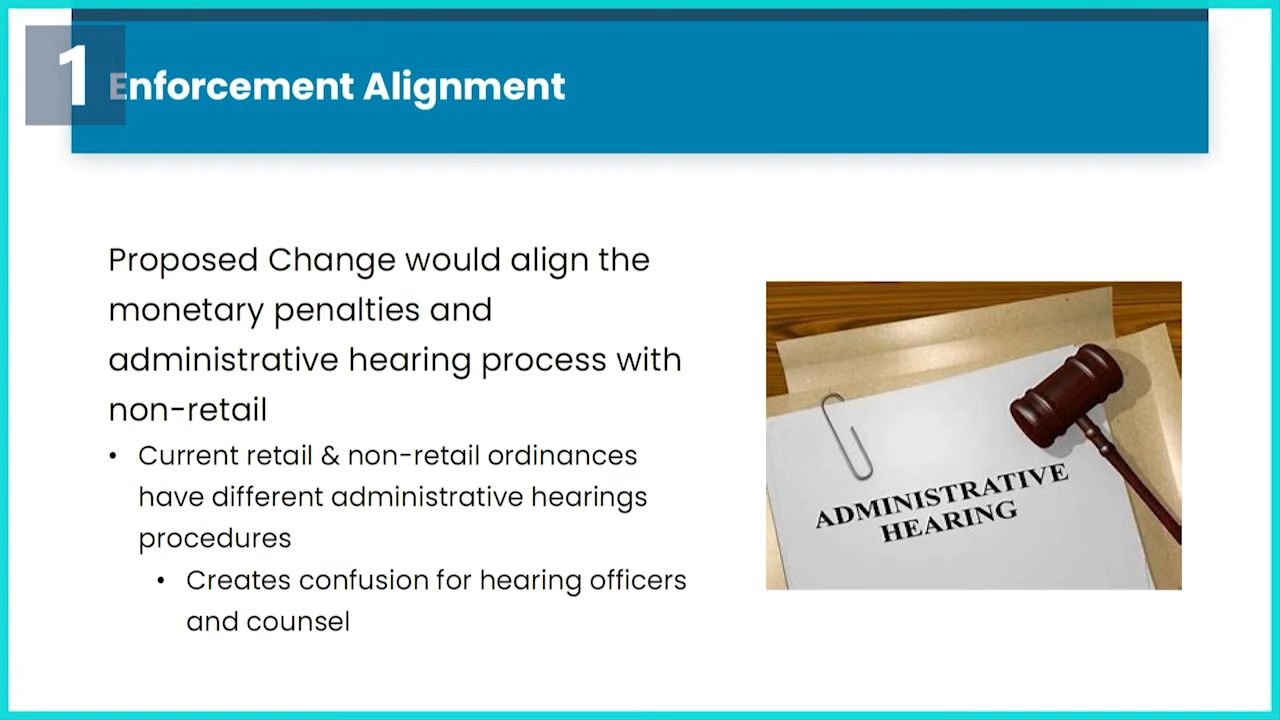 1
Enforcement Alignment
Proposed Change would align the
monetary penalties and
administrative hearing process with
non-retail
• Current retail & non-retail ordinances
have different administrative hearings
procedures
• Creates confusion for hearing officers
and counsel
ADMINISTRATIVE
HEARING